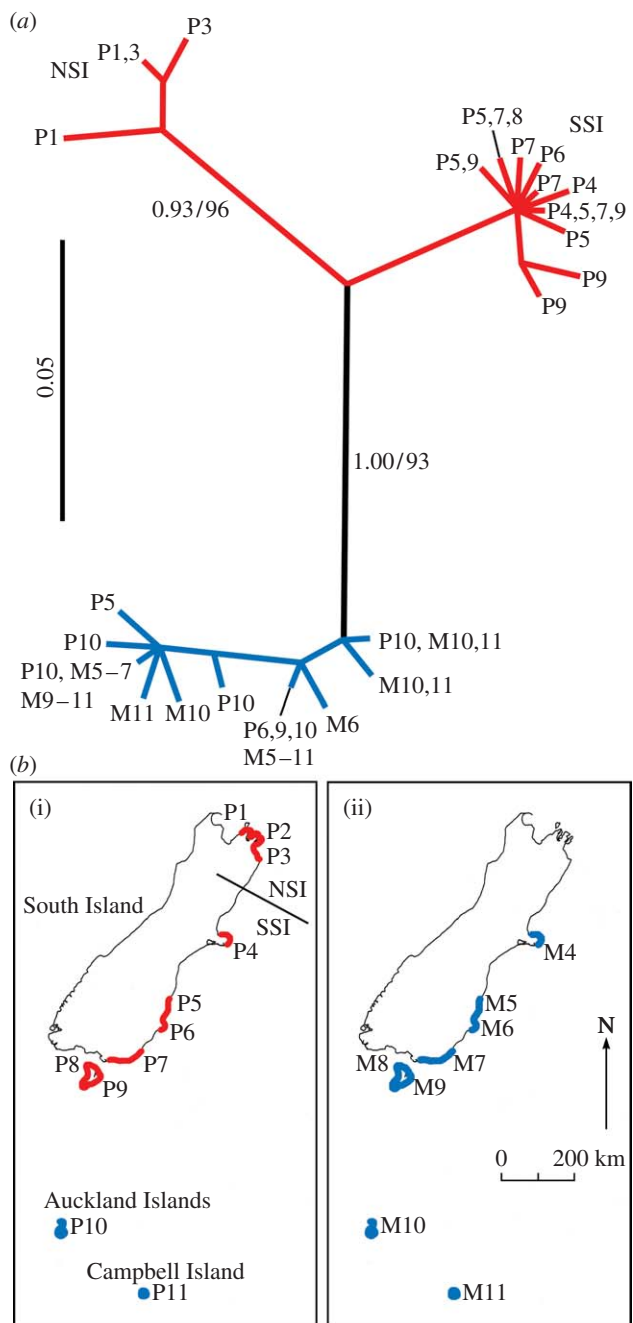 (a)
P3
P1,3
NSI
P1
P5,7,8
SSI
P7
P6
P5,9
P7
P4
P4,5,7,9
P5
P9
P9
0.93/96
0.05
1.00/93
P5
P10
P10, M5–7
M9–11
M11
M10
P10
P6,9,10
M5–11
M6
P10, M10,11
M10,11
(b)
(i)
P1
P2
P3
NSI
SSI
South Island
P4
P5
P6
P7
P8
P9
Auckland Islands
P10
Campbell Island
P11
(ii)
M4
M5
M6
M7
M8
M9
N
0 200 km
M10
M11